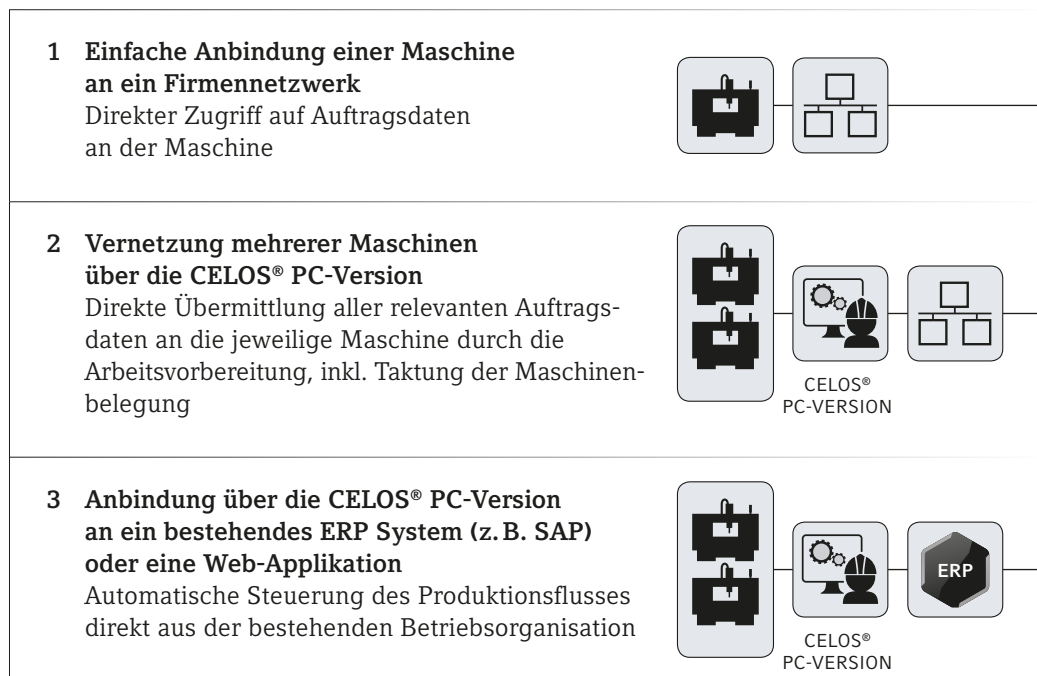 1 Einfache Anbindung einer Maschine
an ein Firmennetzwerk
Direkter Zugriff auf Auftragsdaten
an der Maschine
2 Vernetzung mehrerer Maschinen
über die CELOS® PC-Version
Direkte Übermittlung aller relevanten Auftrags-
daten an die jeweilige Maschine durch die
Arbeitsvorbereitung, inkl. Taktung der Maschinen-
belegung
CELOS®
PC-VERSION
3 Anbindung über die CELOS® PC-Version
an ein bestehendes ERP System (z. B. SAP)
oder eine Web-Applikation
Automatische Steuerung des Produktionsflusses
direkt aus der bestehenden Betriebsorganisation
ERP
CELOS®
PC-VERSION